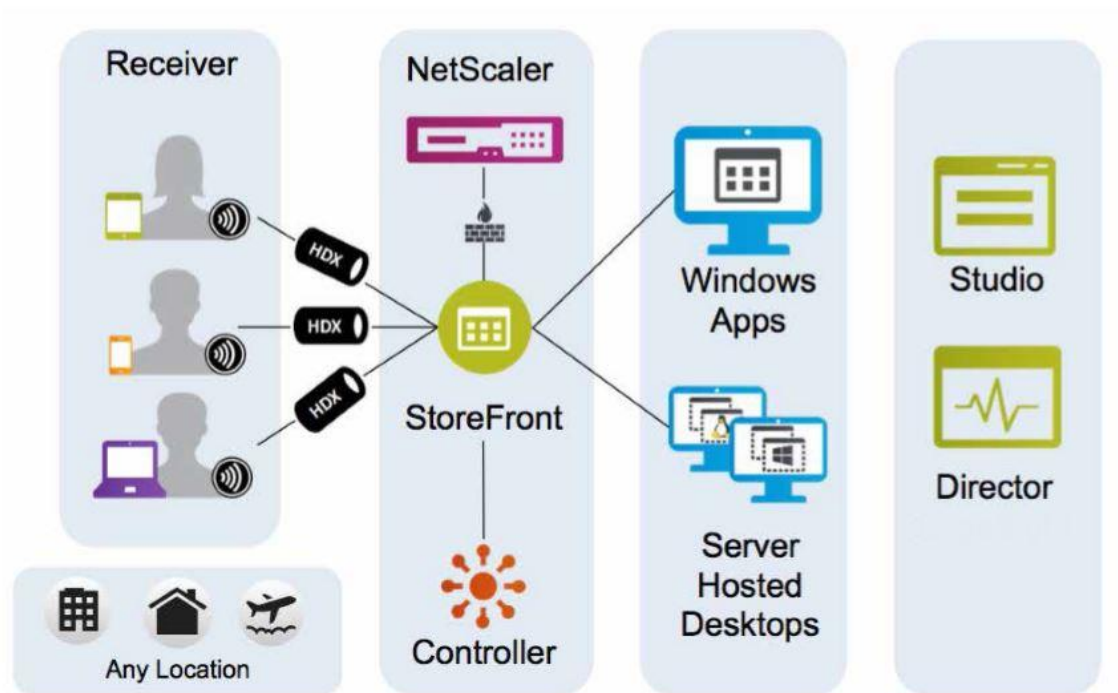 Receiver
HDX
HDX
HDX
Any Location
NetScaler
StoreFront
Controller
Windows
Apps
Server
Hosted
Desktops
Studio
Director